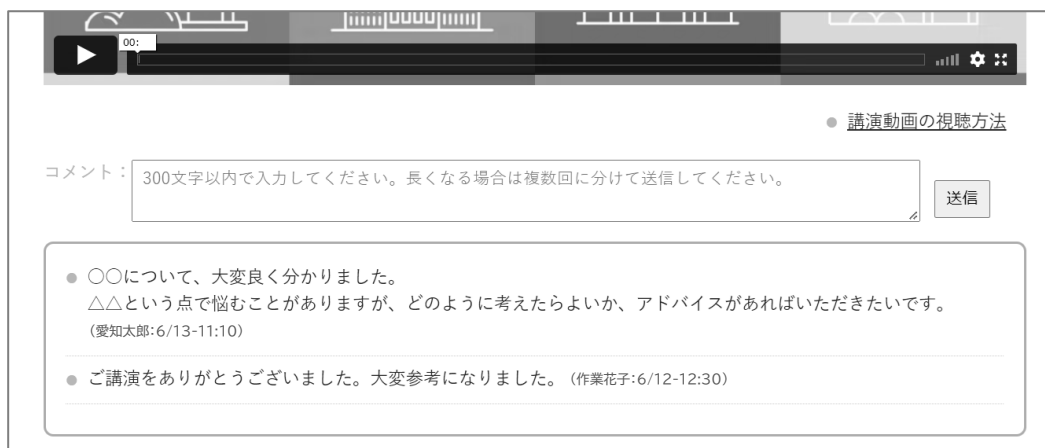 00:
講演動画の視聴方法
コメント：
300文字以内で入力してください。長くなる場合は複数回に分けて送信してください。
送信
○○について、大変良く分かりました。
△△という点で悩むことがありますが、どのように考えたらよいか、アドバイスがあればいただきたいです。
（愛知太郎:6/13-11:10）
ご講演をありがとうございました。大変参考になりました。（作業花子:6/12-12:30）